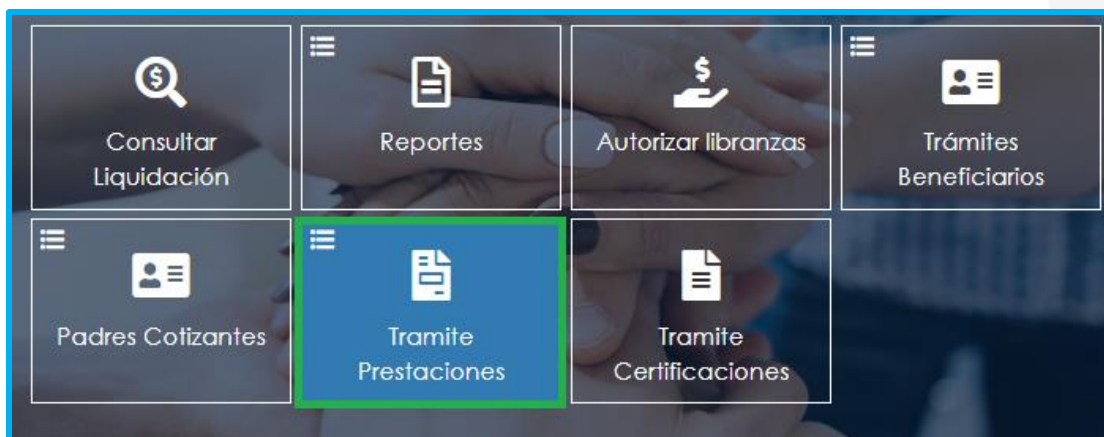 Consultar
Liquidación
Reportes
Autorizar libranzas
Trámites
Beneficiarios
Padres Cotizantes
Tramite
Prestaciones
Tramite
Certificaciones